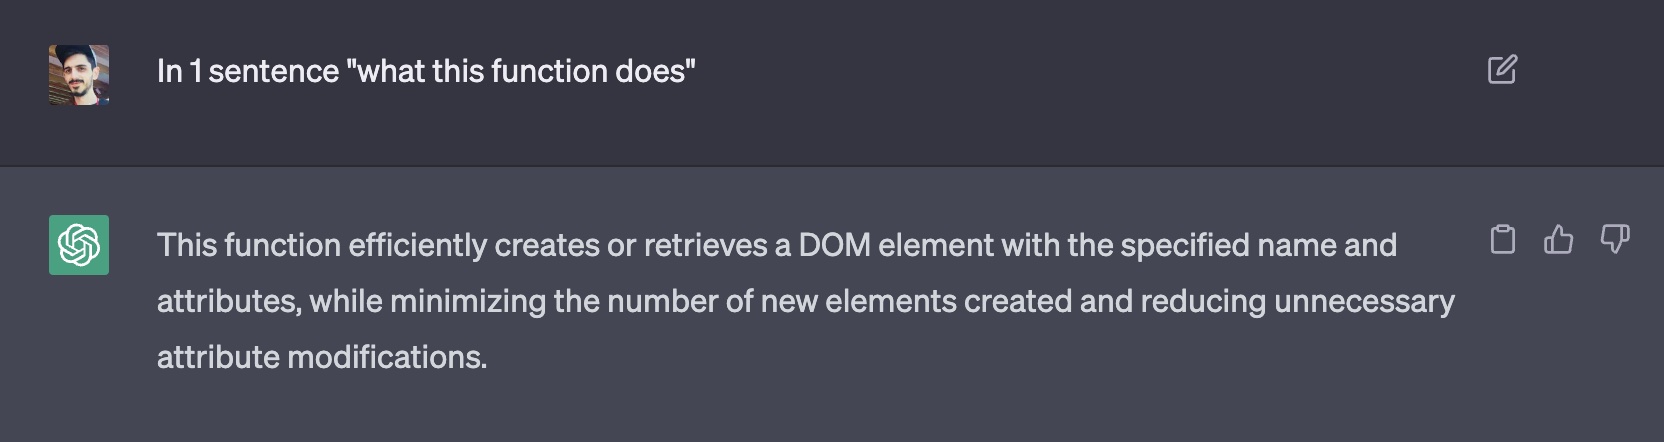 In 1 sentence "what this function does"
This function efficiently creates or retrieves a DOM element with the specified name and
attributes, while minimizing the number of new elements created and reducing unnecessary
attribute modifications.